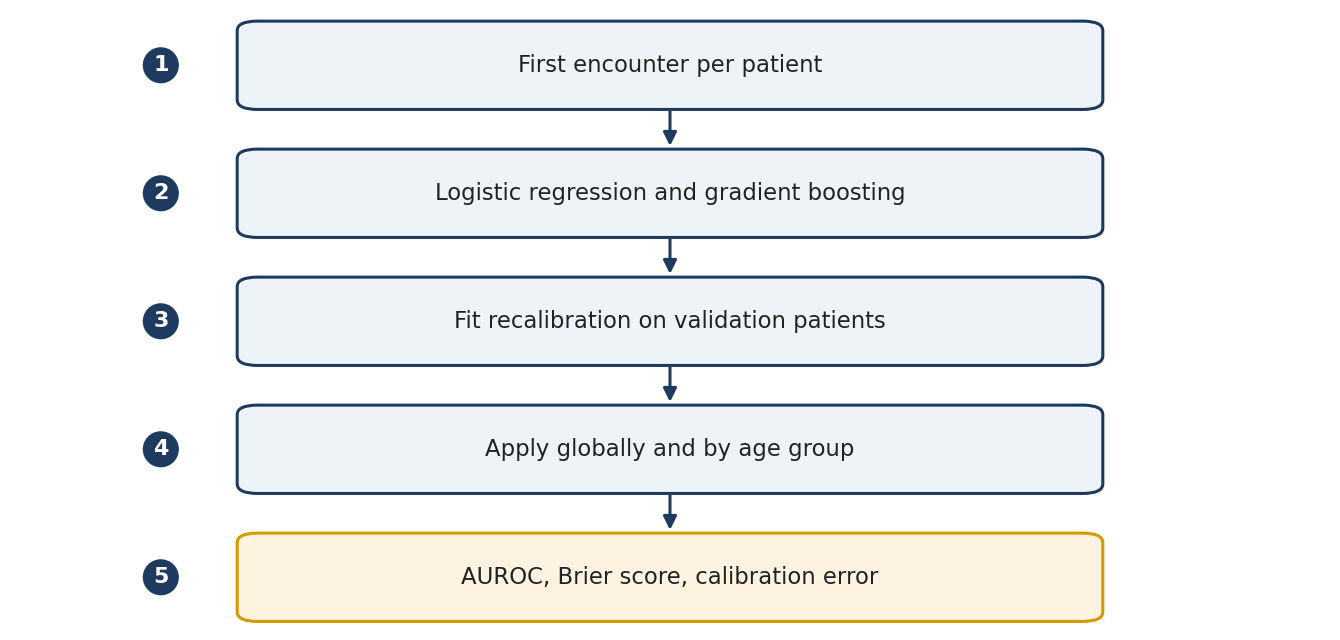 1 First encounter per patient
2 Logistic regression and gradient boosting
3 Fit recalibration on validation patients
4 Apply globally and by age group
5 AUROC, Brier score, calibration error